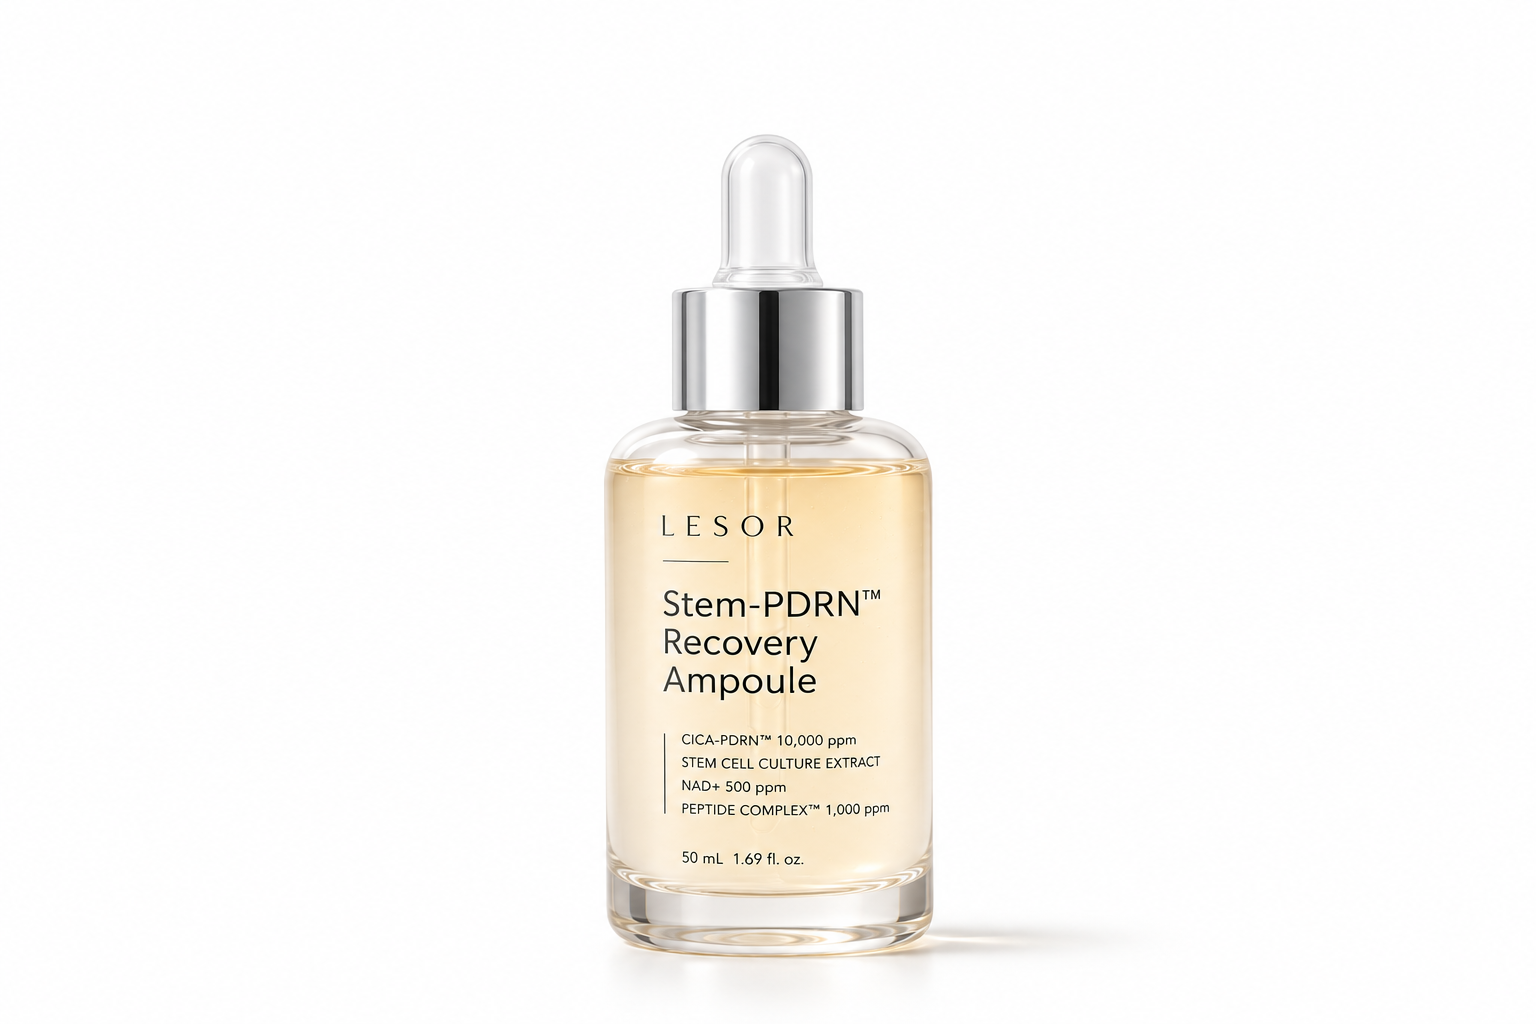 LESOR
Stem-PDRN™
Recovery
Ampoule
CICA-PDRN™ 10,000 ppm
STEM CELL CULTURE EXTRACT
NAD+ 500 ppm
PEPTIDE COMPLEX™ 1,000 ppm
50 mL 1.69 fl. oz.